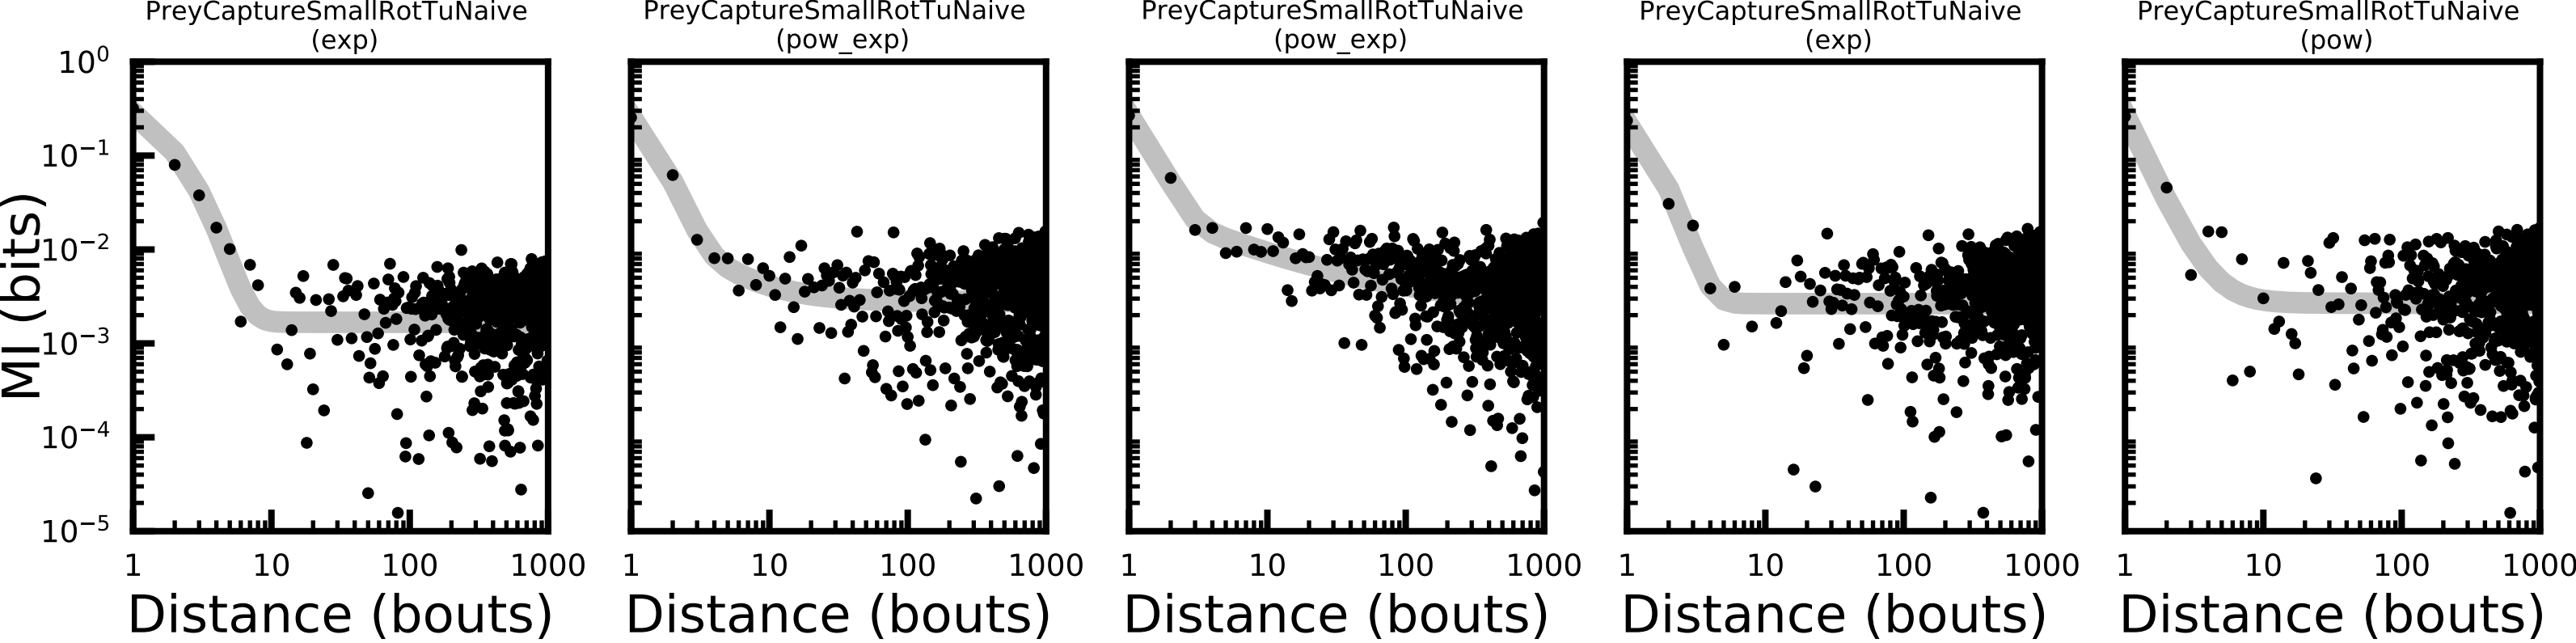 PreyCaptureSmallRotTuNaive
(exp)
PreyCaptureSmallRotTuNaive
(pow_exp)
PreyCaptureSmallRotTuNaive
(pow_exp)
PreyCaptureSmallRotTuNaive
(exp)
PreyCaptureSmallRotTuNaive
(pow)
MI (bits)
10⁰
10⁻¹
10⁻²
10⁻³
10⁻⁴
10⁻⁵
1 10 100 1000
1 10 100 1000
1 10 100 1000
1 10 100 1000
1 10 100 1000
Distance (bouts)
Distance (bouts)
Distance (bouts)
Distance (bouts)
Distance (bouts)